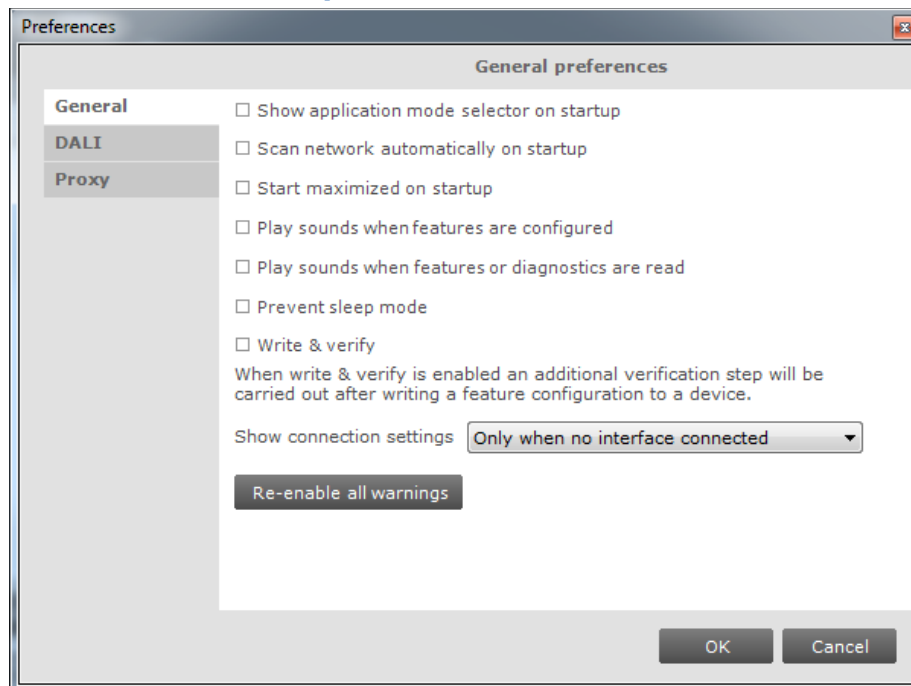 Preferences
General preferences
General
DALI
Proxy
Show application mode selector on startup
Scan network automatically on startup
Start maximized on startup
Play sounds when features are configured
Play sounds when features or diagnostics are read
Prevent sleep mode
Write & verify
When write & verify is enabled an additional verification step will be
carried out after writing a feature configuration to a device.
Show connection settings Only when no interface connected
Re-enable all warnings
OK Cancel